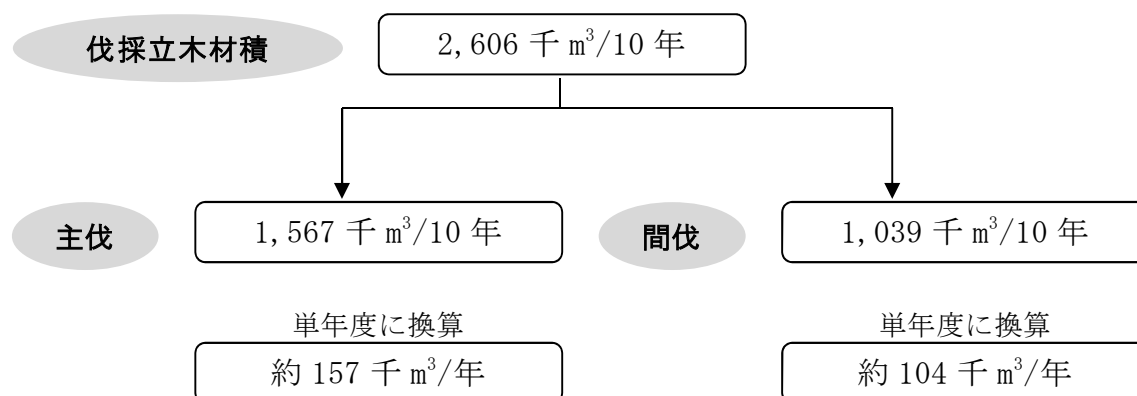 伐採立木材積
2,606 千 m³/10 年
主伐
1,567 千 m³/10 年
間伐
1,039 千 m³/10 年
単年度に換算
約 157 千 m³/年
単年度に換算
約 104 千 m³/年